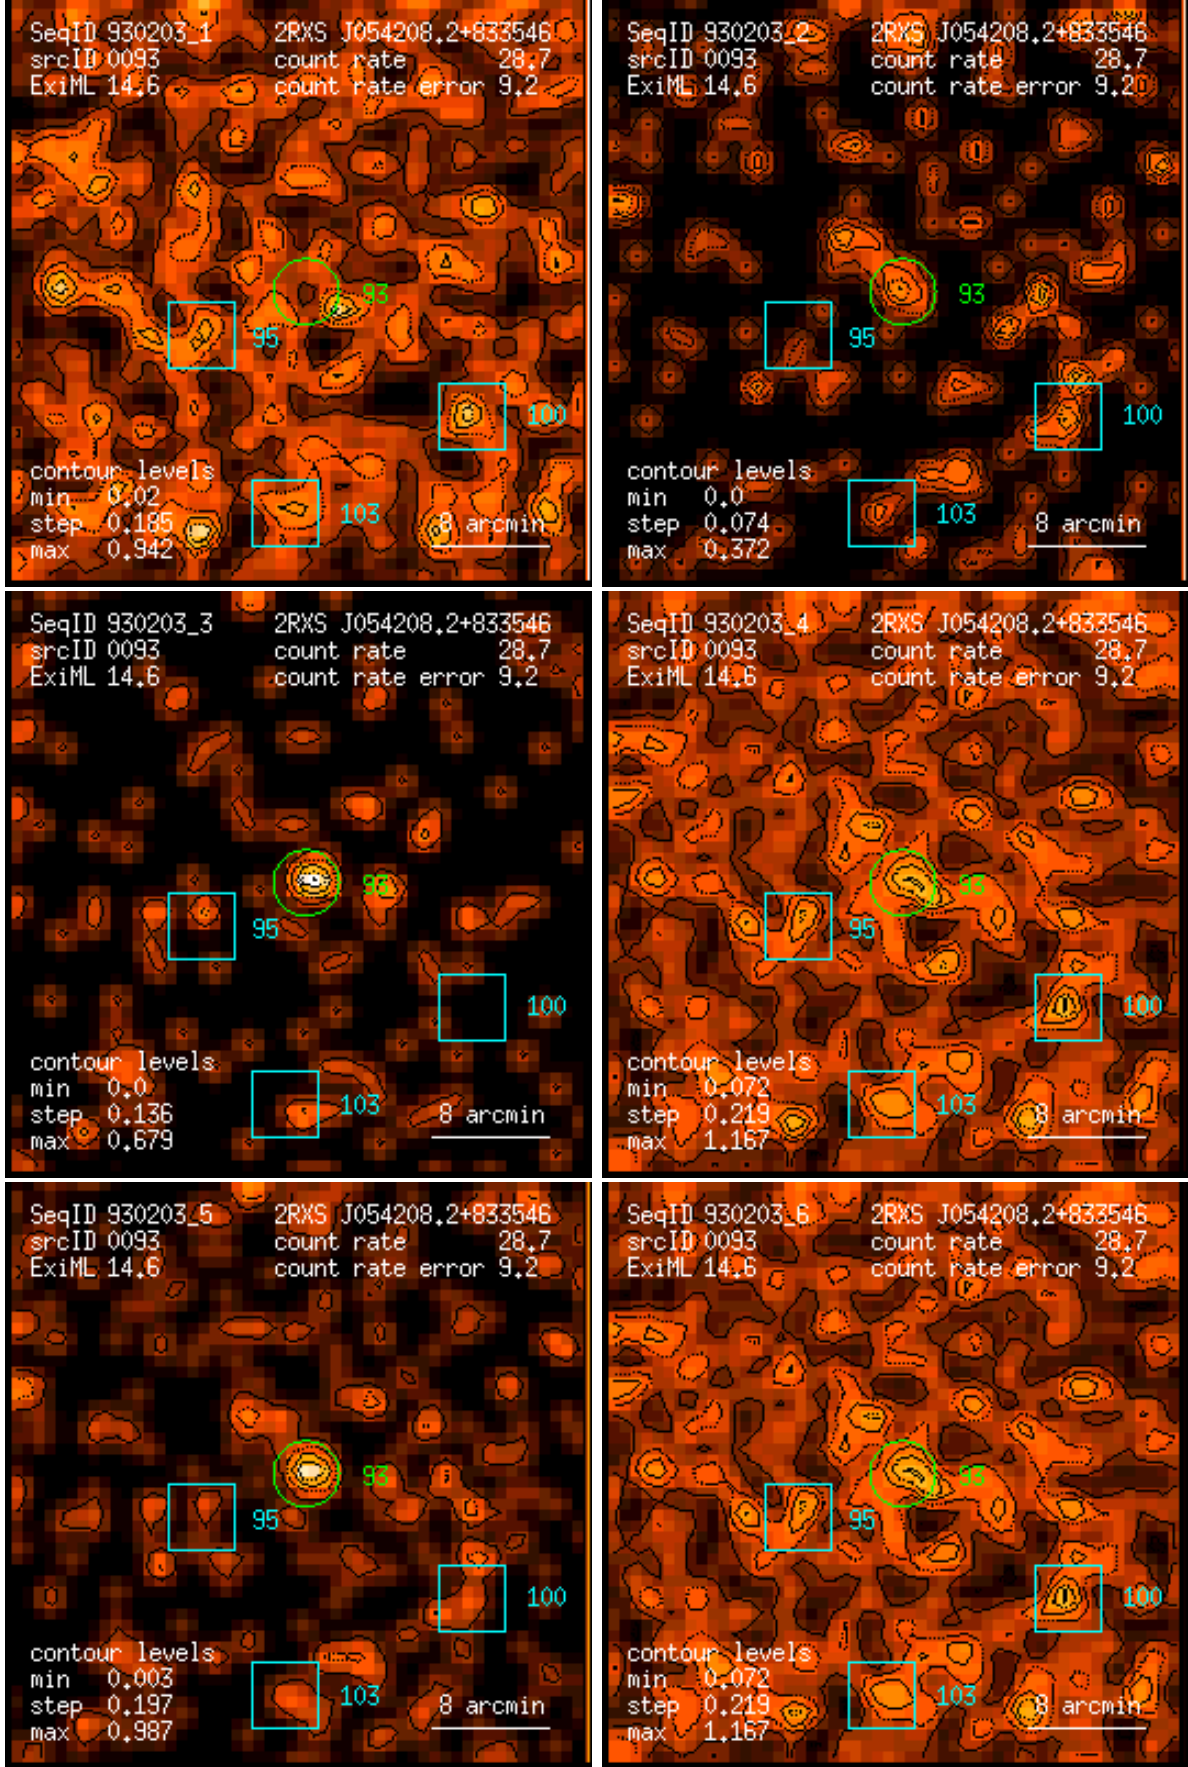 SeqID 930203_1 2RXS J054208.2+833546
srcID 0093 count rate 28.7
ExiML 14.6 count rate error 9.2
93
95
100
contour levels
min 0.02
step 0.185 103 8 arcmin
max 0.942
SeqID 930203_2 2RXS J054208.2+833546
srcID 0093 count rate 28.7
ExiML 14.6 count rate error 9.2
93
95
100
contour levels
min 0.0
step 0.074 103 8 arcmin
max 0.372
SeqID 930203_3 2RXS J054208.2+833546
srcID 0093 count rate 28.7
ExiML 14.6 count rate error 9.2
93
95
100
contour levels
min 0.0
step 0.136 103 8 arcmin
max 0.679
SeqID 930203_4 2RXS J054208.2+833546
srcID 0093 count rate 28.7
ExiML 14.6 count rate error 9.2
93
95
100
contour levels
min 0.072
step 0.219 103 8 arcmin
max 1.167
SeqID 930203_5 2RXS J054208.2+833546
srcID 0093 count rate 28.7
ExiML 14.6 count rate error 9.2
93
95
100
contour levels
min 0.003
step 0.197 103 8 arcmin
max 0.987
SeqID 930203_6 2RXS J054208.2+833546
srcID 0093 count rate 28.7
ExiML 14.6 count rate error 9.2
93
95
100
contour levels
min 0.072
step 0.219 103 8 arcmin
max 1.167